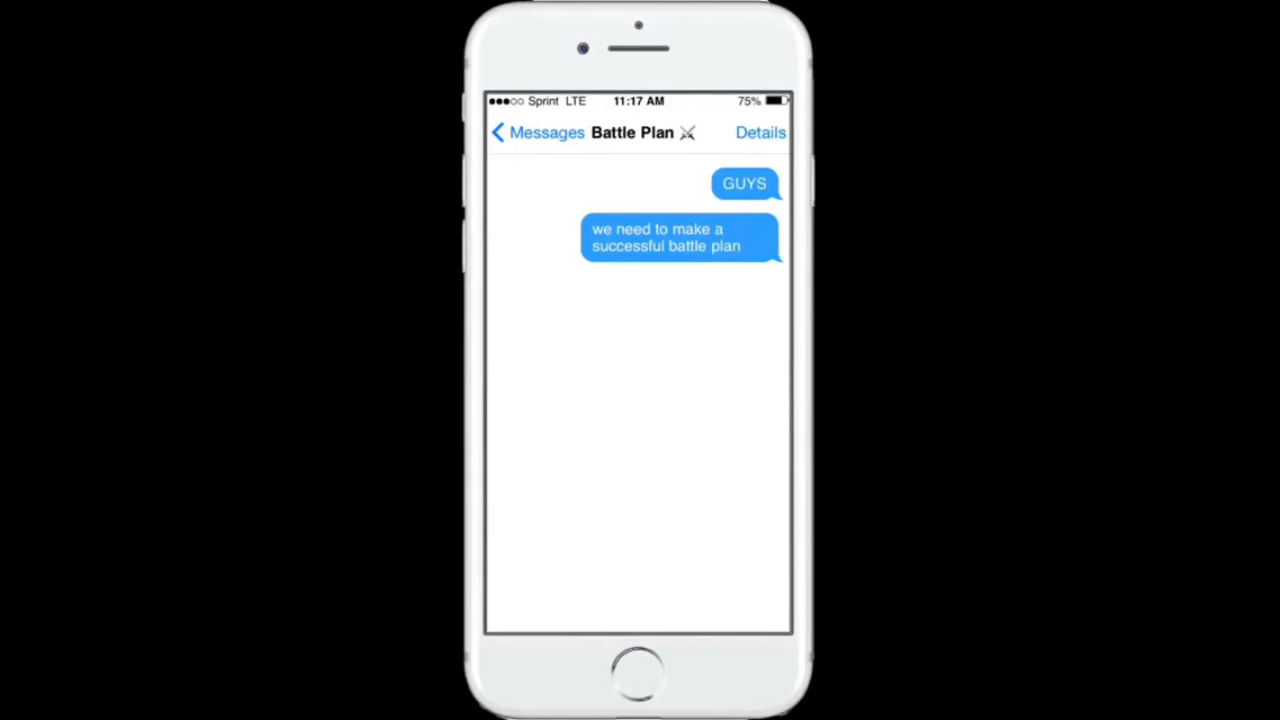 Sprint LTE 11:17 AM 75%
Messages Battle Plan ⚔ Details
GUYS
we need to make a
successful battle plan